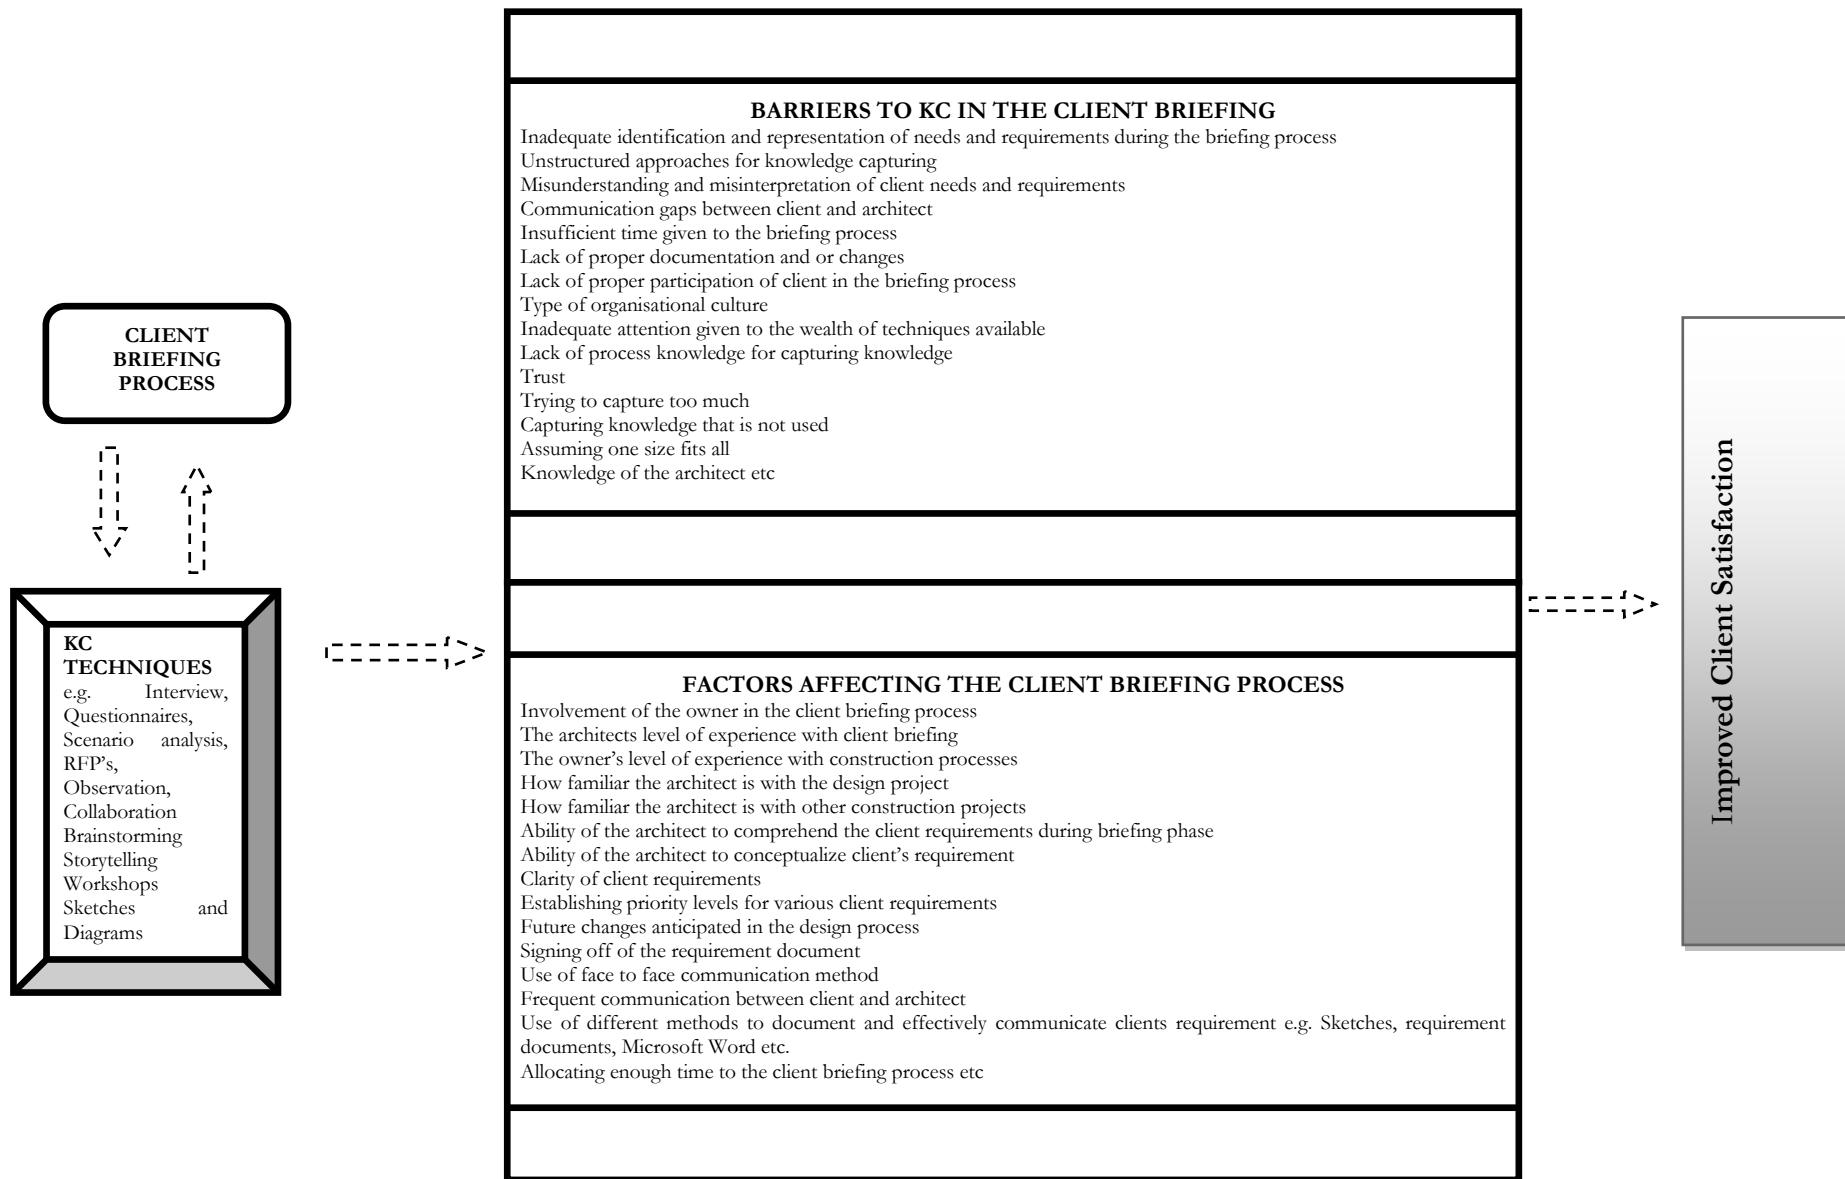 CLIENT
BRIEFING
PROCESS
KC
TECHNIQUES
e.g. Interview,
Questionnaires,
Scenario analysis,
RFP's,
Observation,
Collaboration
Brainstorming
Storytelling
Workshops
Sketches and
Diagrams
BARRIERS TO KC IN THE CLIENT BRIEFING
Inadequate identification and representation of needs and requirements during the briefing process
Unstructured approaches for knowledge capturing
Misunderstanding and misinterpretation of client needs and requirements
Communication gaps between client and architect
Insufficient time given to the briefing process
Lack of proper documentation and or changes
Lack of proper participation of client in the briefing process
Type of organisational culture
Inadequate attention given to the wealth of techniques available
Lack of process knowledge for capturing knowledge
Trust
Trying to capture too much
Capturing knowledge that is not used
Assuming one size fits all
Knowledge of the architect etc
FACTORS AFFECTING THE CLIENT BRIEFING PROCESS
Involvement of the owner in the client briefing process
The architects level of experience with client briefing
The owner's level of experience with construction processes
How familiar the architect is with the design project
How familiar the architect is with other construction projects
Ability of the architect to comprehend the client requirements during briefing phase
Ability of the architect to conceptualize client's requirement
Clarity of client requirements
Establishing priority levels for various client requirements
Future changes anticipated in the design process
Signing off of the requirement document
Use of face to face communication method
Frequent communication between client and architect
Use of different methods to document and effectively communicate clients requirement e.g. Sketches, requirement
documents, Microsoft Word etc.
Allocating enough time to the client briefing process etc
Improved Client Satisfaction